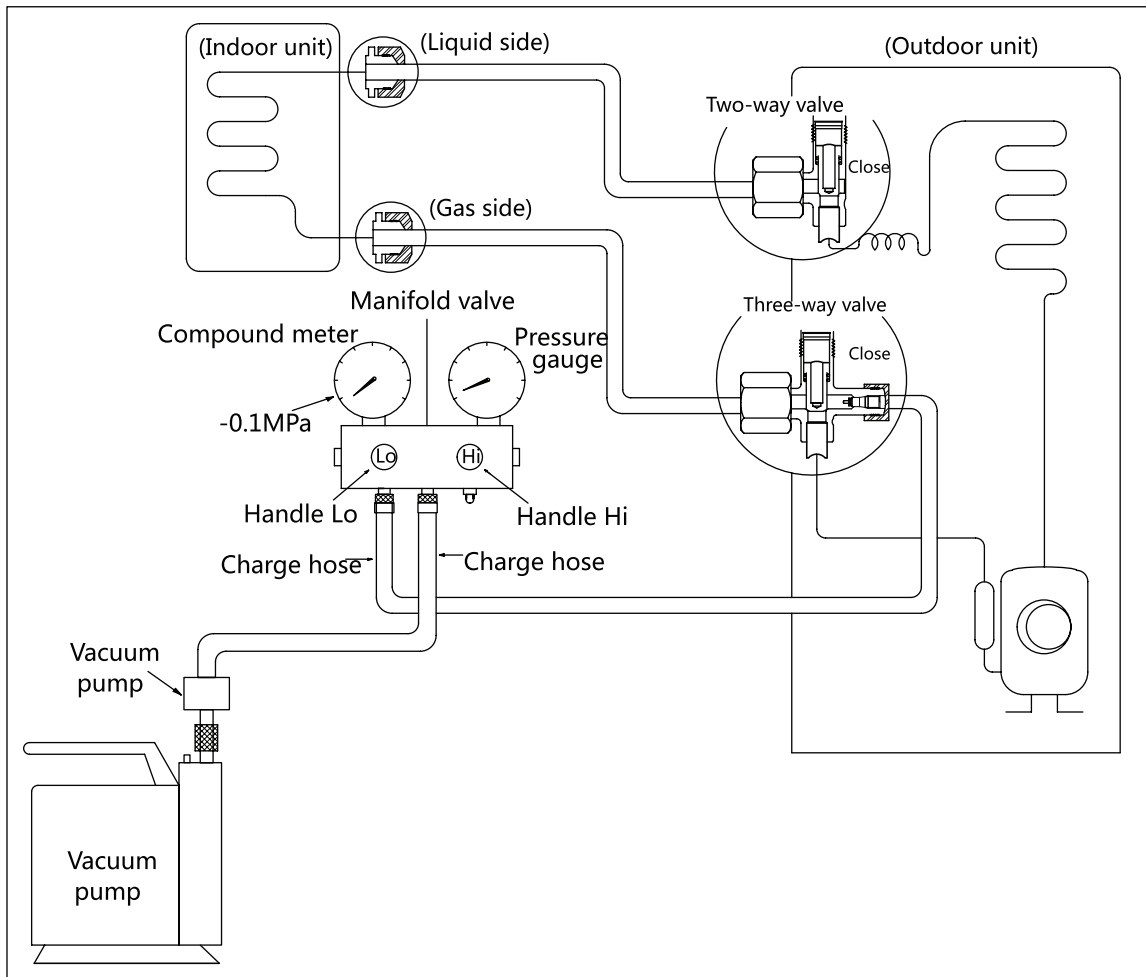 (Indoor unit)
(Liquid side)
(Outdoor unit)
Two-way valve
Close
(Gas side)
Manifold valve
Three-way valve
Compound meter
Pressure
gauge
Close
-0.1MPa
Lo
Hi
Handle Lo
Handle Hi
Charge hose
Charge hose
Vacuum
pump
Vacuum
pump